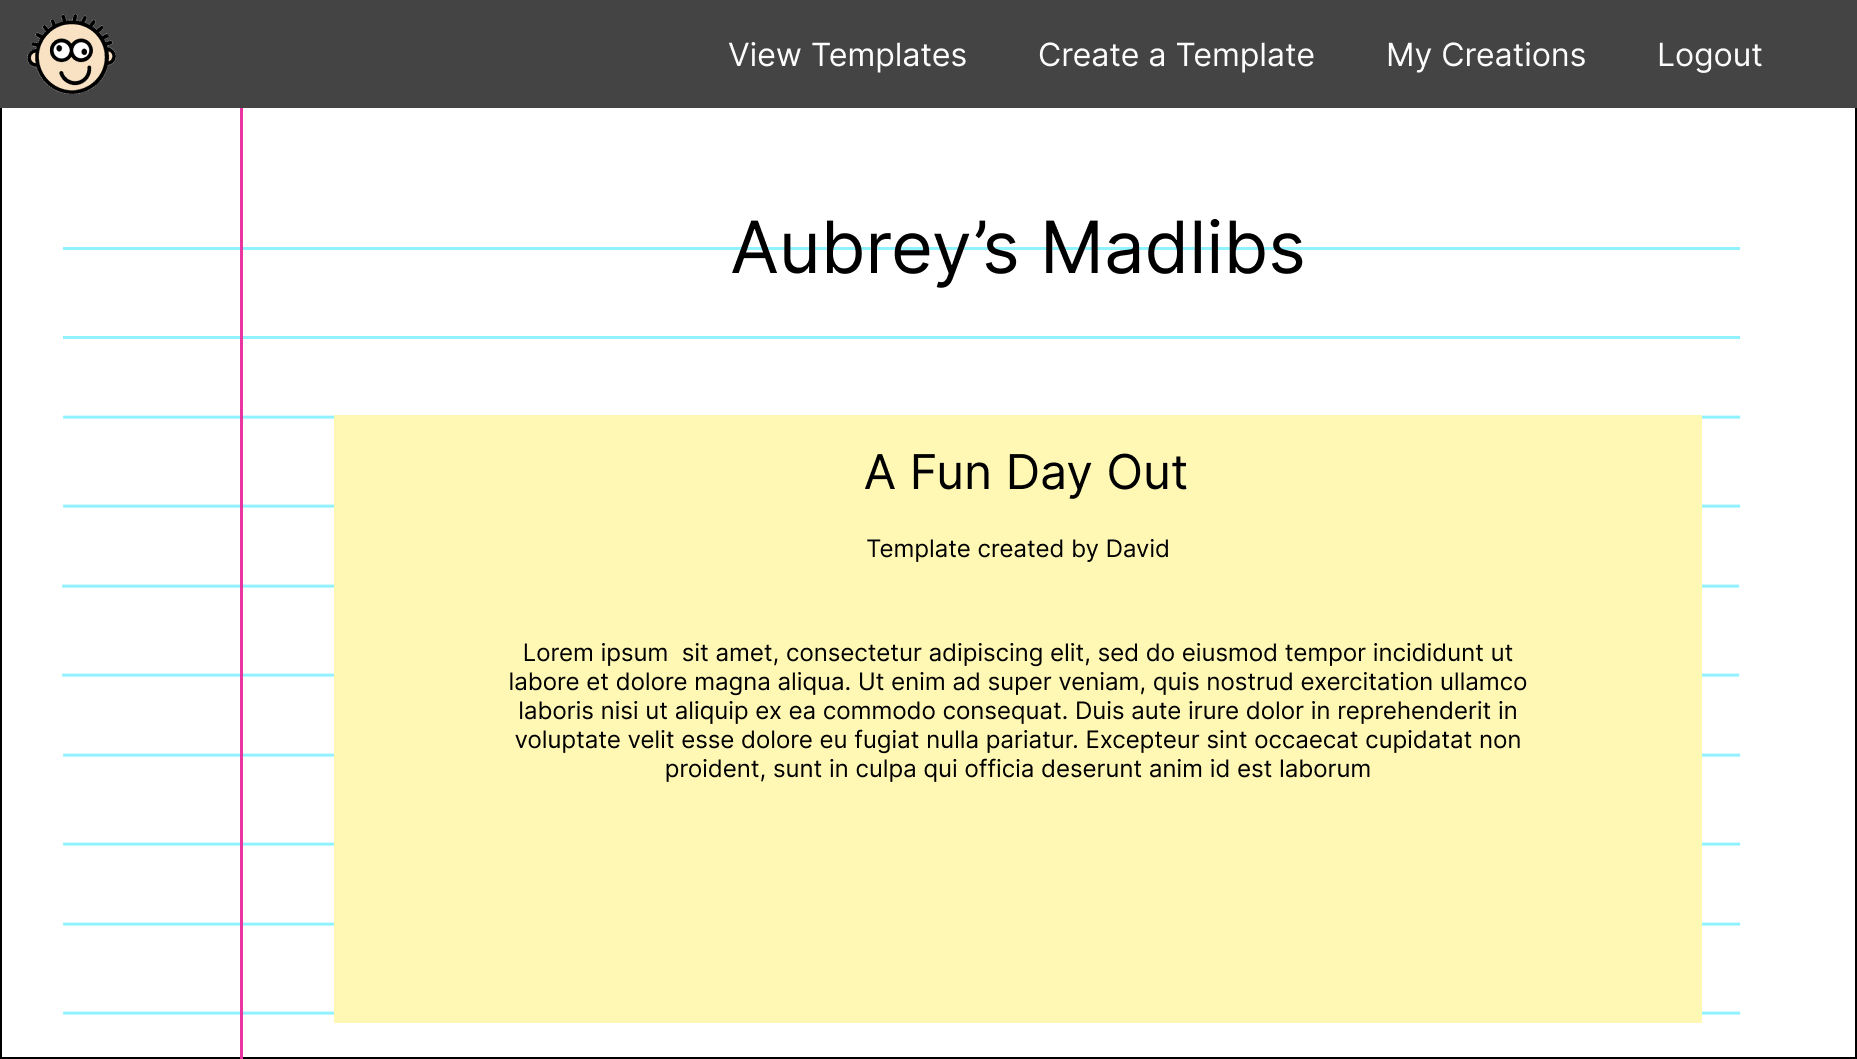 View Templates Create a Template My Creations Logout
Aubrey’s Madlibs
A Fun Day Out
Template created by David
Lorem ipsum  sit amet, consectetur adipiscing elit, sed do eiusmod tempor incididunt ut
labore et dolore magna aliqua. Ut enim ad super veniam, quis nostrud exercitation ullamco
laboris nisi ut aliquip ex ea commodo consequat. Duis aute irure dolor in reprehenderit in
voluptate velit esse dolore eu fugiat nulla pariatur. Excepteur sint occaecat cupidatat non
proident, sunt in culpa qui officia deserunt anim id est laborum